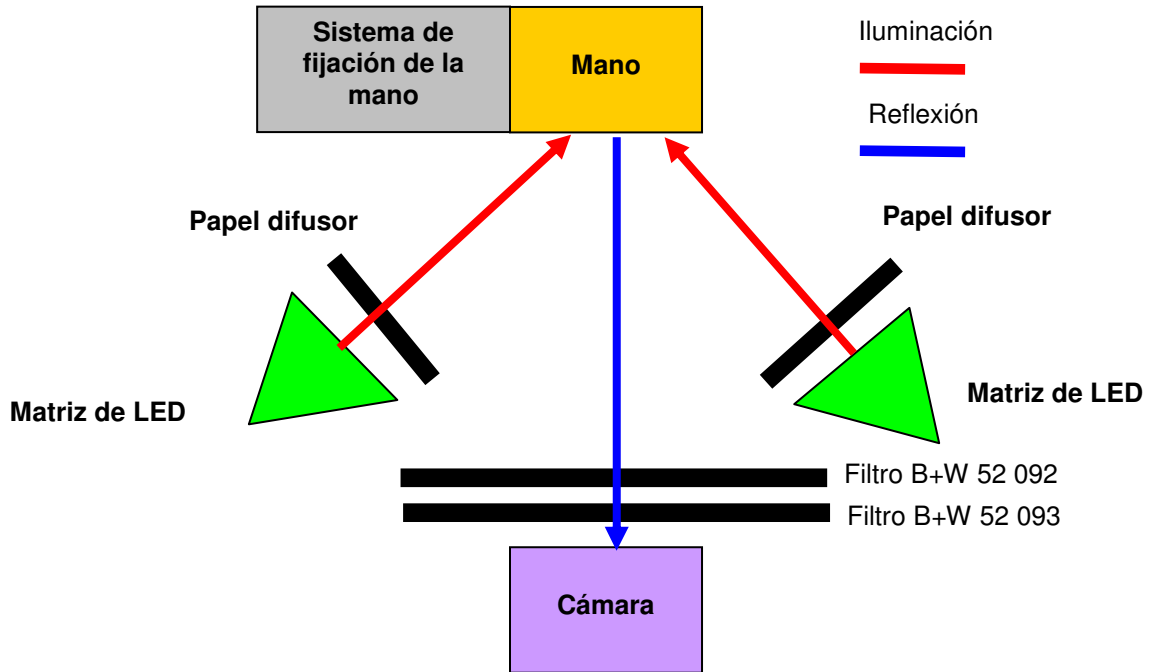 Sistema de
fijación de la
mano
Mano
Iluminación
Reflexión
Papel difusor
Papel difusor
Matriz de LED
Matriz de LED
Filtro B+W 52 092
Filtro B+W 52 093
Cámara